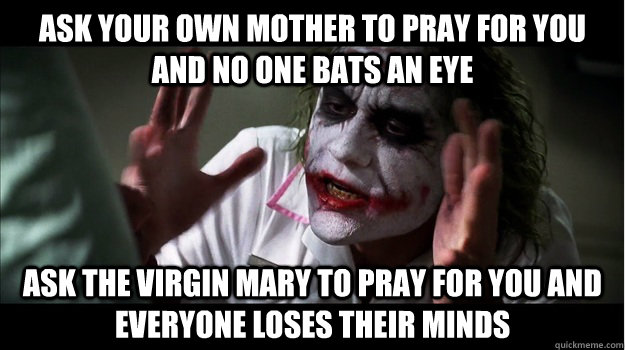 ASK YOUR OWN MOTHER TO PRAY FOR YOU
AND NO ONE BATS AN EYE
ASK THE VIRGIN MARY TO PRAY FOR YOU AND
EVERYONE LOSES THEIR MINDS
quickmeme.com